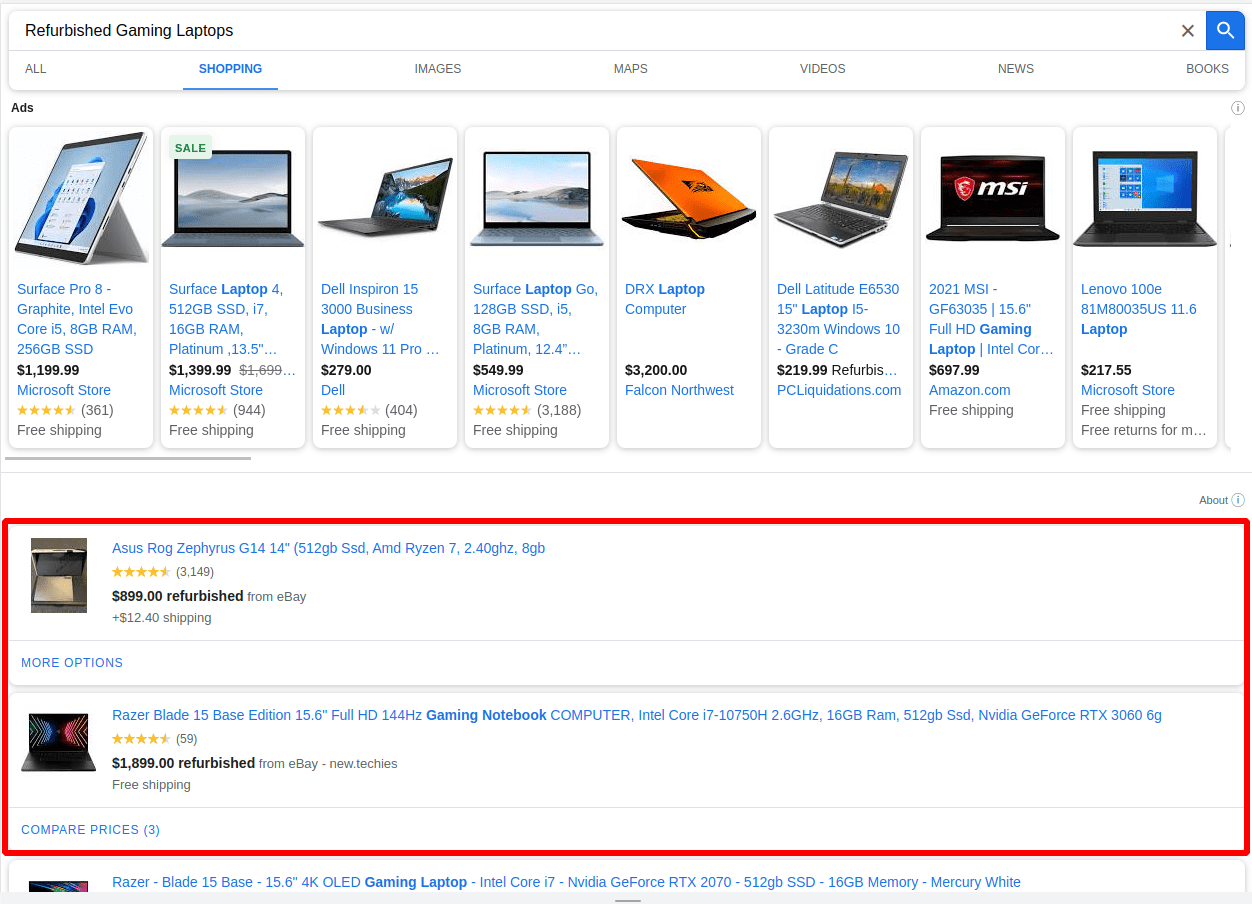 Refurbished Gaming Laptops
ALL SHOPPING IMAGES MAPS VIDEOS NEWS BOOKS
Ads
SALE
msi
Surface Pro 8 -
Graphite, Intel Evo
Core i5, 8GB RAM,
256GB SSD
$1,199.99
Microsoft Store
(361)
Free shipping
Surface Laptop 4,
512GB SSD, i7,
16GB RAM,
Platinum ,13.5"…
$1,399.99 $1,699…
Microsoft Store
(944)
Free shipping
Dell Inspiron 15
3000 Business
Laptop - w/
Windows 11 Pro …
$279.00
Dell
(404)
Free shipping
Surface Laptop Go,
128GB SSD, i5,
8GB RAM,
Platinum, 12.4”…
$549.99
Microsoft Store
(3,188)
Free shipping
DRX Laptop
Computer
$3,200.00
Falcon Northwest
Dell Latitude E6530
15" Laptop I5-
3230m Windows 10
- Grade C
$219.99 Refurbis…
PCLiquidations.com
2021 MSI -
GF63035 | 15.6"
Full HD Gaming
Laptop | Intel Cor…
$697.99
Amazon.com
Free shipping
Lenovo 100e
81M80035US 11.6
Laptop
$217.55
Microsoft Store
Free shipping
Free returns for m…
About
Asus Rog Zephyrus G14 14" (512gb Ssd, Amd Ryzen 7, 2.40ghz, 8gb
(3,149)
$899.00 refurbished from eBay
+$12.40 shipping
MORE OPTIONS
Razer Blade 15 Base Edition 15.6" Full HD 144Hz Gaming Notebook COMPUTER, Intel Core i7-10750H 2.6GHz, 16GB Ram, 512gb Ssd, Nvidia GeForce RTX 3060 6g
(59)
$1,899.00 refurbished from eBay - new.techies
Free shipping
COMPARE PRICES (3)
Razer - Blade 15 Base - 15.6" 4K OLED Gaming Laptop - Intel Core i7 - Nvidia GeForce RTX 2070 - 512gb SSD - 16GB Memory - Mercury White